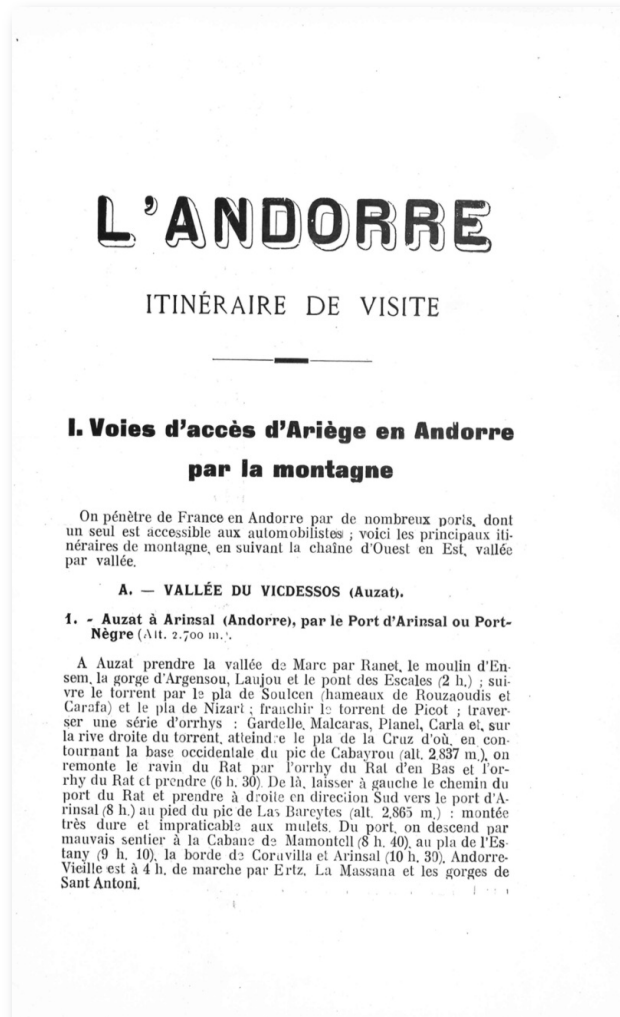 L'ANDORRE
ITINÉRAIRE DE VISITE
I. Voies d'accès d'Ariège en Andorre
par la montagne
On pénètre de France en Andorre par de nombreux ports, dont
un seul est accessible aux automobilistes ; voici les principaux iti-
néraires de montagne, en suivant la chaîne d'Ouest en Est, vallée
par vallée.
A. — VALLÉE DU VICDESSOS (Auzat).
1. - Auzat à Arinsal (Andorre), par le Port d'Arinsal ou Port-
Nègre (Alt. 2.700 m.).
A Auzat prendre la vallée de Marc par Ranet, le moulin d'En-
sem, la gorge d'Argensou, Laujou et le pont des Escales (2 h.) ; sui-
vre le torrent par le pla de Soulcen (hameaux de Rouzaoudis et
Carafa) et le pla de Nizart ; franchir le torrent de Picot ; traver-
ser une série d'orrhys : Gardelle, Malcaras, Planel, Carla et, sur
la rive droite du torrent, atteindre le pla de la Cruz d'où, en con-
tournant la base occidentale du pic de Cabayrou (alt. 2.837 m.), on
remonte le ravin du Rat par l'orrhy du Rat d'en Bas et l'or-
rhy du Rat et prendre (6 h. 30). De là, laisser à gauche le chemin du
port du Rat et prendre à droite en direction Sud vers le port d'A-
rinsal (8 h.) au pied du pic de Las Bareytes (alt. 2,865 m.) : montée
très dure et impraticable aux mulets. Du port, on descend par
mauvais sentier à la Cabane de Mamontell (8 h. 40), au pla de l'Es-
tany (9 h. 10), la borde de Coruvilla et Arinsal (10 h. 30), Andorre-
Vieille est à 4 h. de marche par Ertz, La Massana et les gorges de
Sant Antoni.